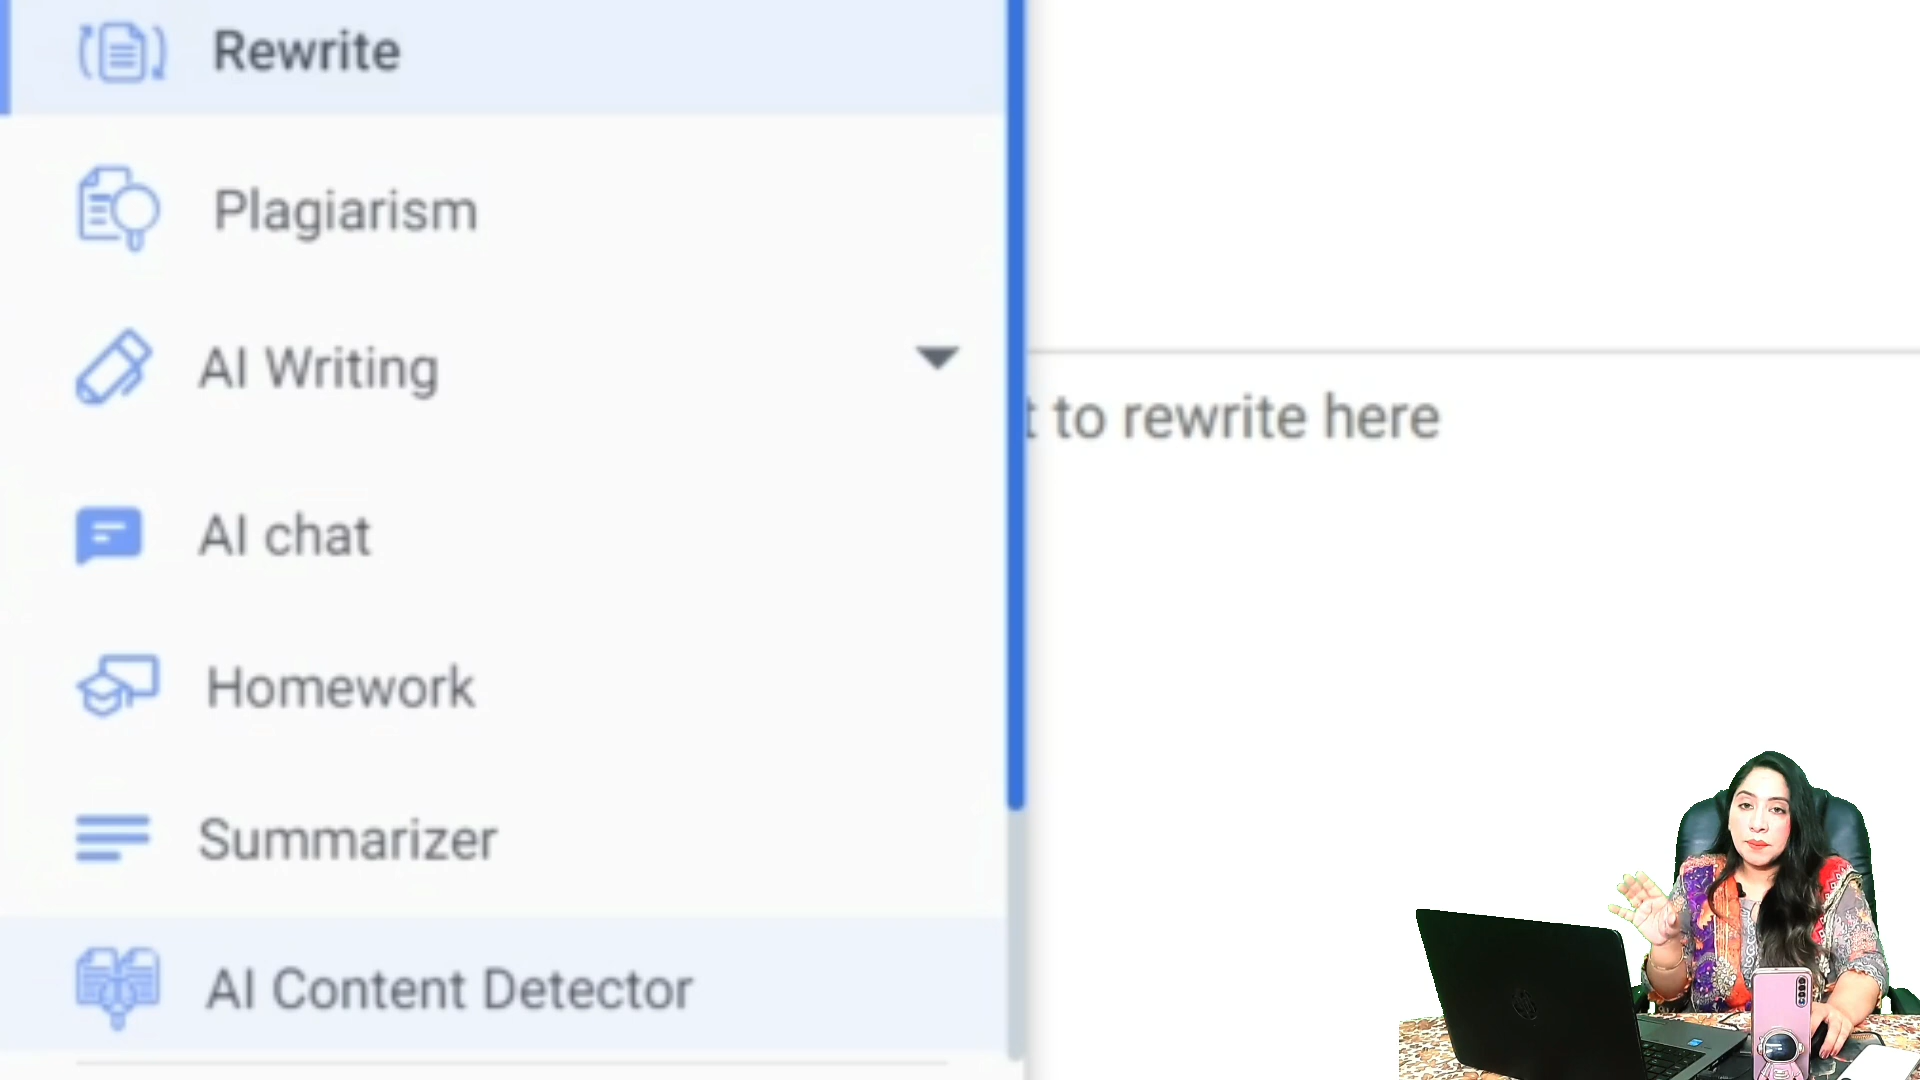 Rewrite
Plagiarism
AI Writing
to rewrite here
AI chat
Homework
Summarizer
AI Content Detector